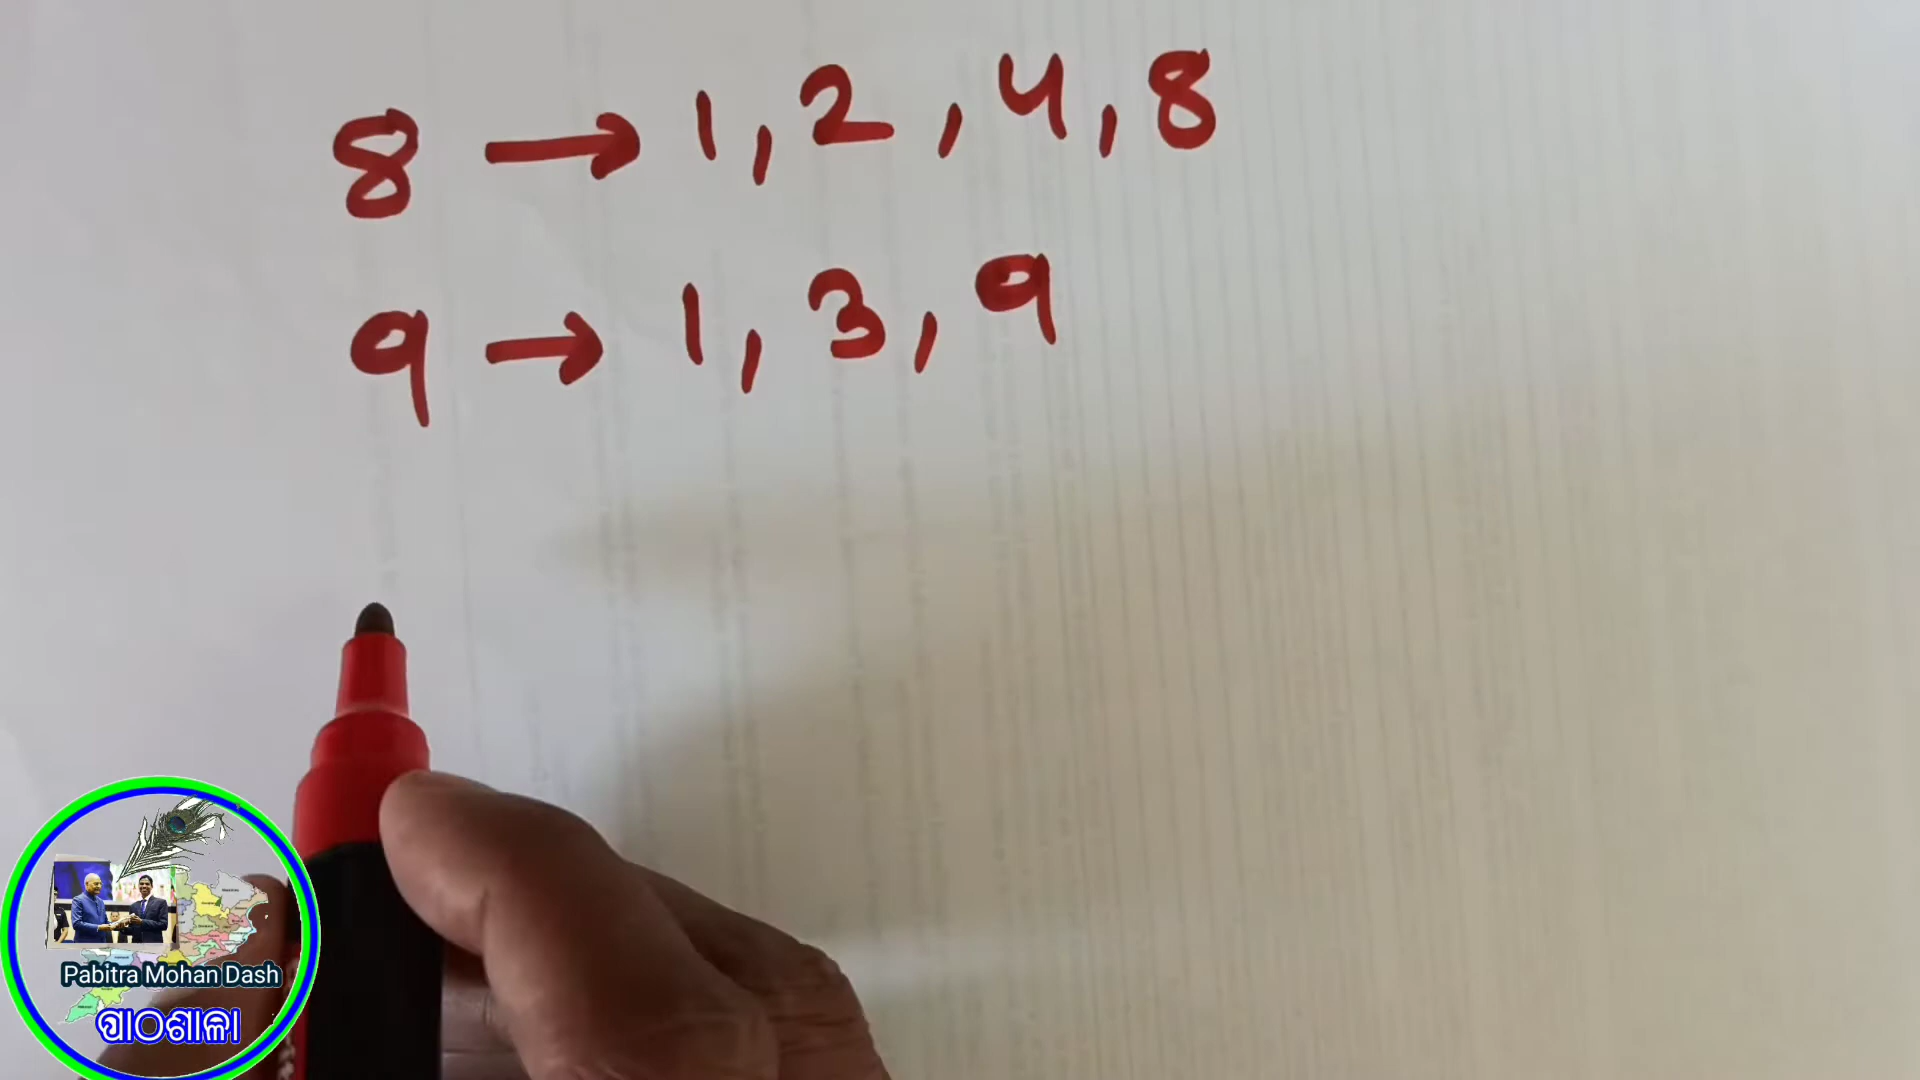 8 → 1, 2, 4, 8
9 → 1, 3, 9
Pabitra Mohan Dash
ପାଠଶାଳା